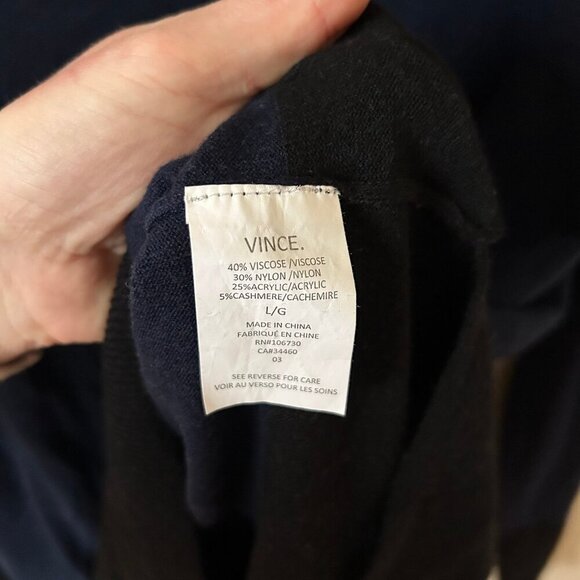 VINCE.
40% VISCOSE /VISCOSE
30% NYLON /NYLON
25%ACRYLIC/ACRYLIC
5%CASHMERE/CACHEMIRE
L/G
MADE IN CHINA
FABRIQUÉ EN CHINE
RN#106730
CA#34460
03
SEE REVERSE FOR CARE
VOIR AU VERSO POUR LES SOINS